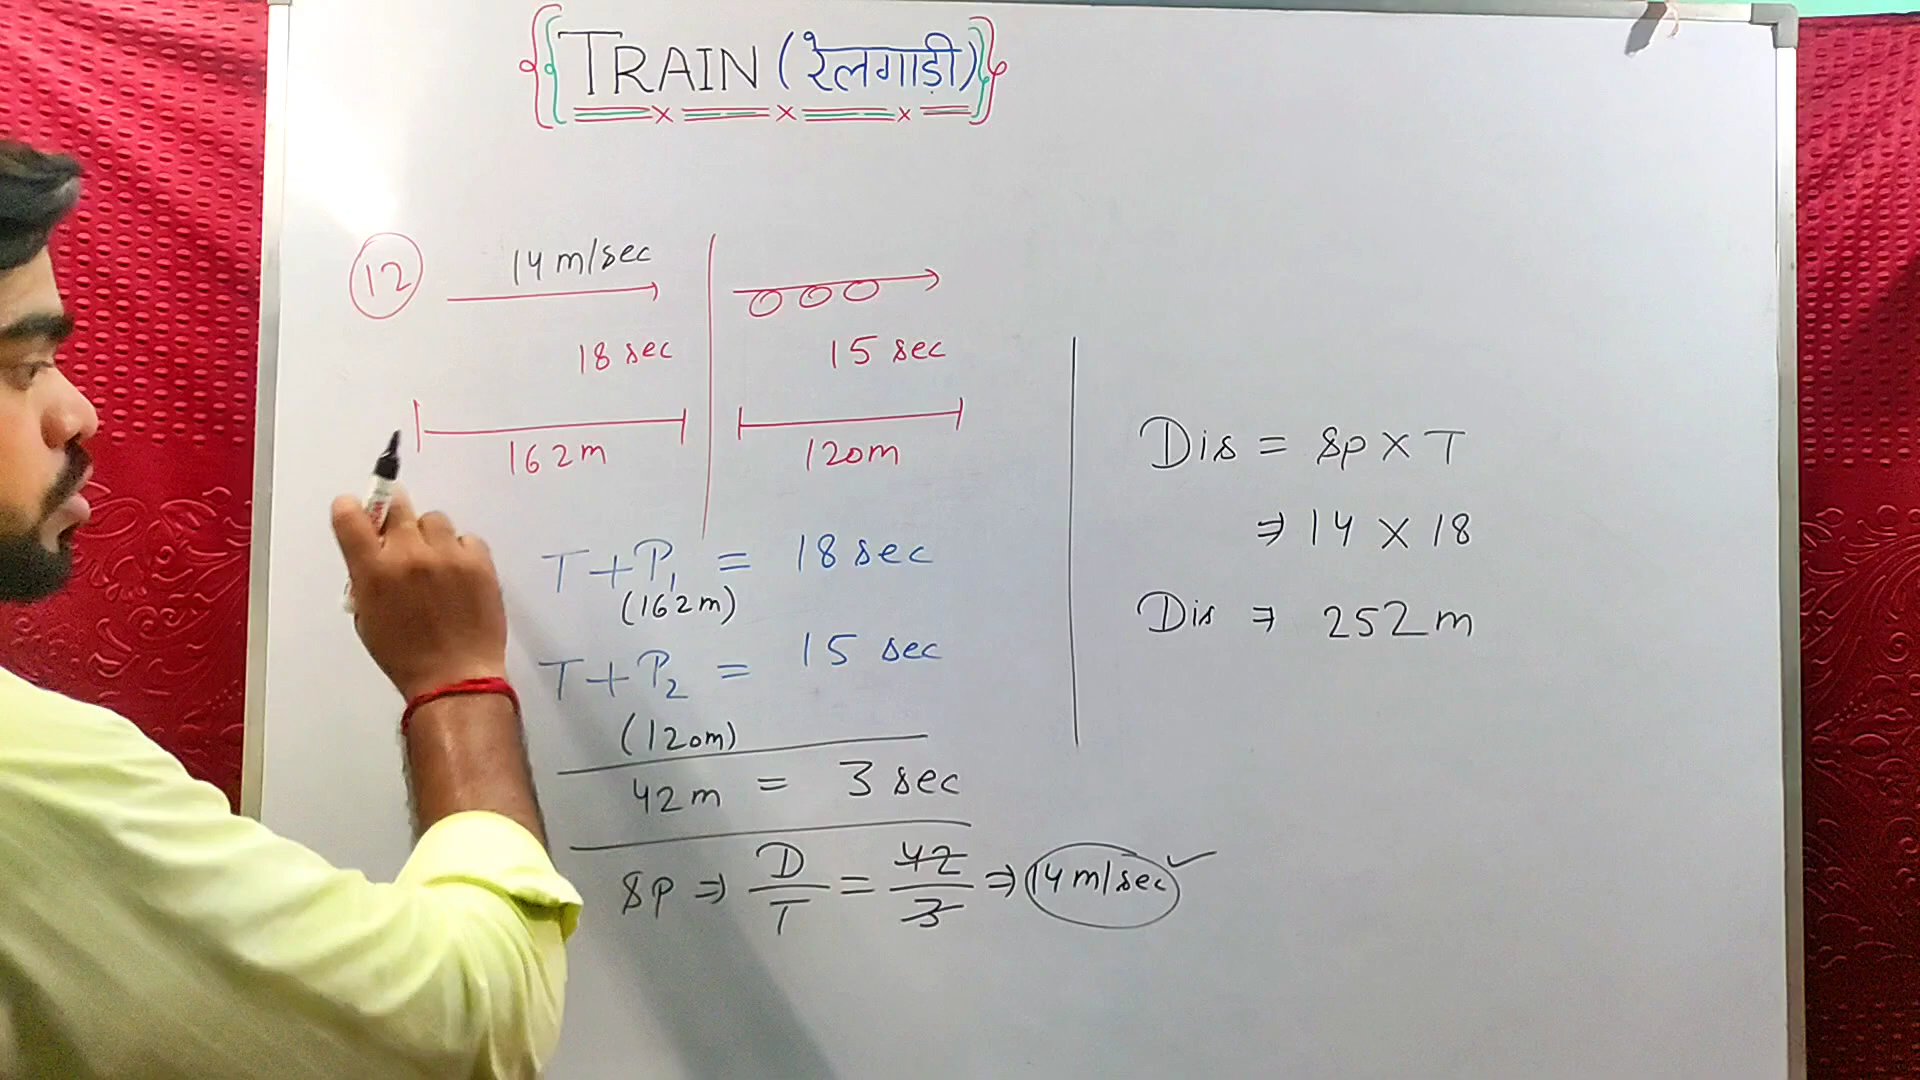 {{TRAIN (रेलगाड़ी)}}
12
14 m/sec
18 sec
162m
15 sec
120m
T+P₁ = 18 sec
(162m)
T+P₂ = 15 sec
(120m)
42m = 3 sec
Sp ⇒ D/T = 42/3 ⇒ 14m/sec ✓
Dis = Sp × T
⇒ 14 × 18
Dis ⇒ 252m